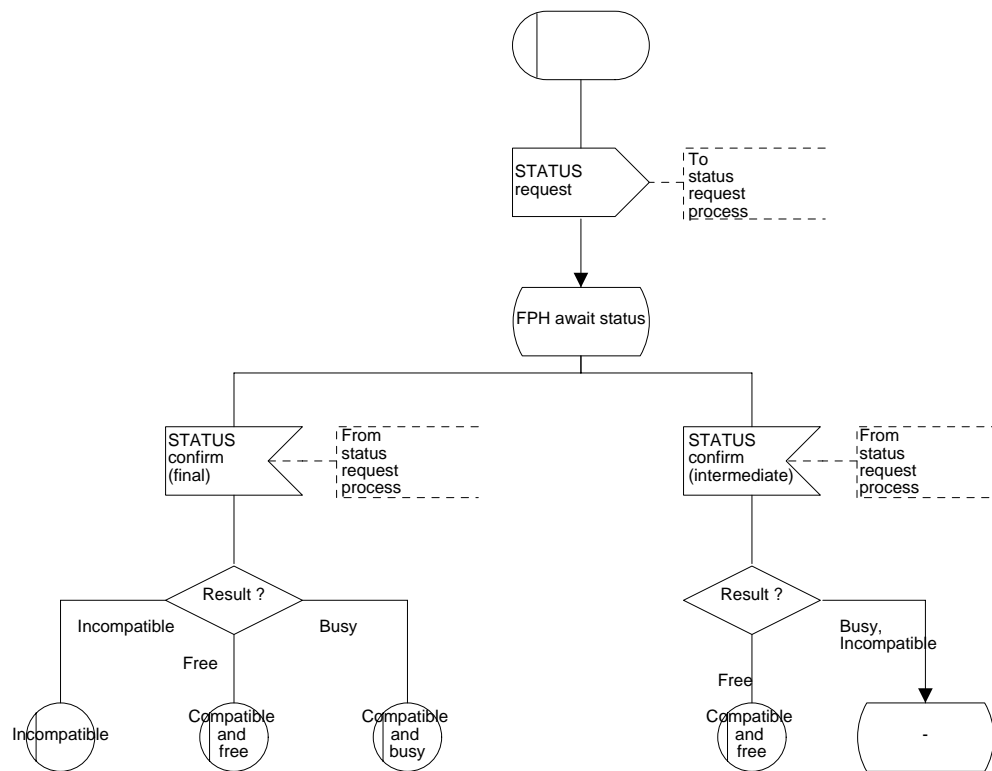 STATUS
request
To
status
request
process
FPH await status
STATUS
confirm
(final)
From
status
request
process
STATUS
confirm
(intermediate)
From
status
request
process
Result ?
Incompatible
Free
Busy
Result ?
Busy,
Incompatible
Free
Incompatible
Compatible
and
free
Compatible
and
busy
Compatible
and
free
-